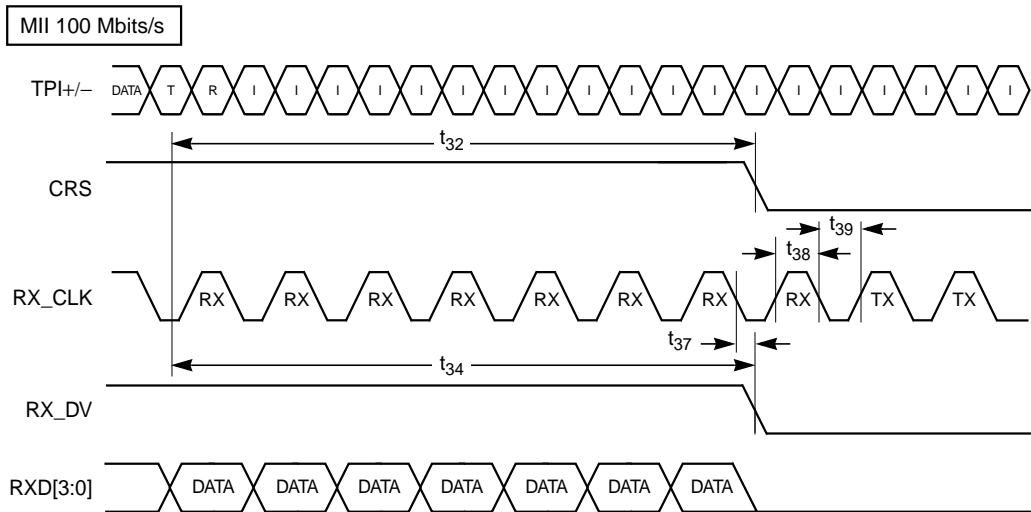 MII 100 Mbits/s
TPI+/− DATA T R I I I I I I I I I I I I I I I I I I I
t32
CRS
t39
t38
RX_CLK RX RX RX RX RX RX RX RX TX TX
t37
t34
RX_DV
RXD[3:0] DATA DATA DATA DATA DATA DATA DATA